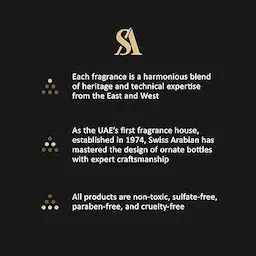 SA
Each fragrance is a harmonious blend
of heritage and technical expertise
from the East and West
As the UAE's first fragrance house,
established in 1974, Swiss Arabian has
mastered the design of ornate bottles
with expert craftsmanship
All products are non-toxic, sulfate-free,
paraben-free, and cruelty-free